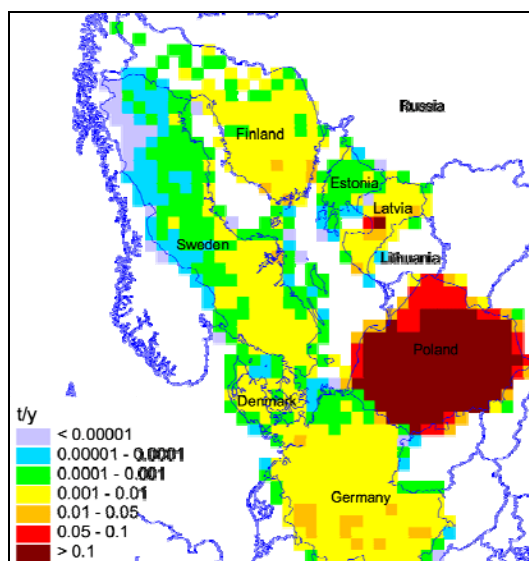 Russia
Finland
Estonia
Latvia
Sweden
Lithuania
Poland
Denmark
t/y
< 0.00001
0.00001 - 0.0001
0.0001 - 0.001
0.001 - 0.01
0.01 - 0.05
0.05 - 0.1
> 0.1
Germany